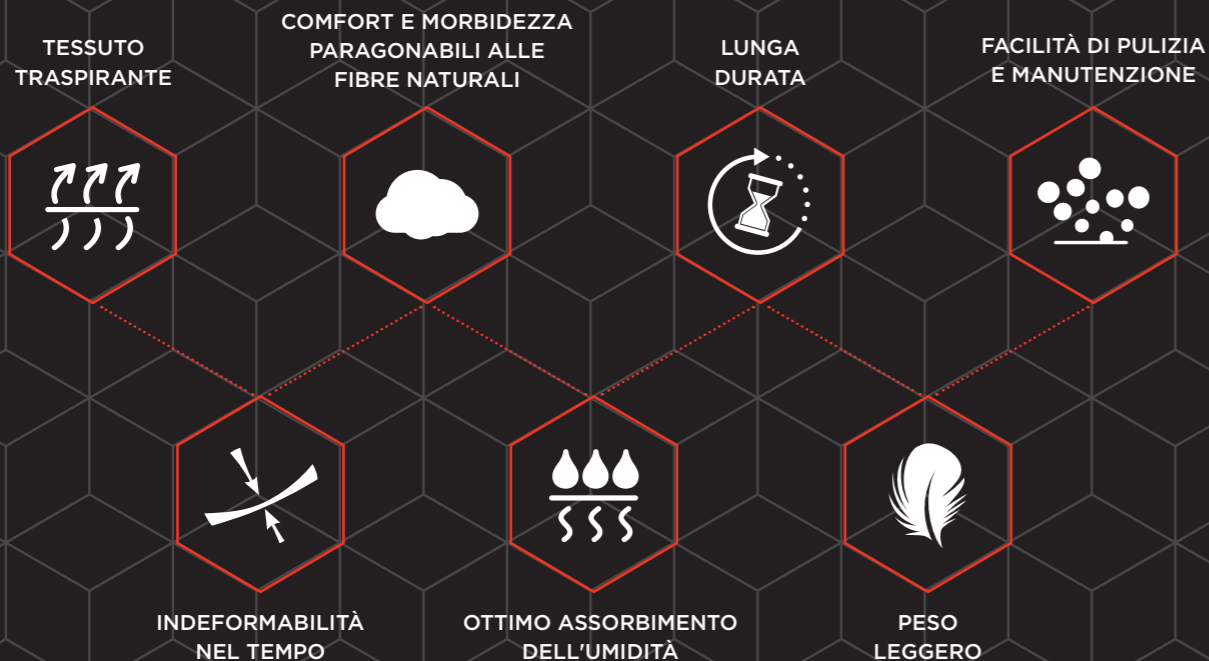 TESSUTO
TRASPIRANTE
COMFORT E MORBIDEZZA
PARAGONABILI ALLE
FIBRE NATURALI
LUNGA
DURATA
FACILITÀ DI PULIZIA
E MANUTENZIONE
INDEFORMABILITÀ
NEL TEMPO
OTTIMO ASSORBIMENTO
DELL'UMIDITÀ
PESO
LEGGERO